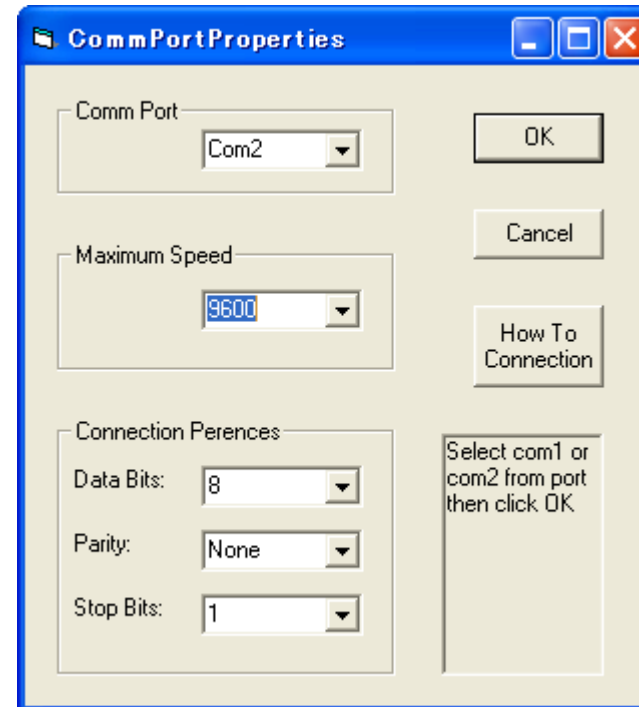 CommPortProperties
Comm Port
Com2
OK
Maximum Speed
9600
Cancel
How To
Connection
Connection Perences
Data Bits: 8
Parity: None
Stop Bits: 1
Select com1 or
com2 from port
then click OK